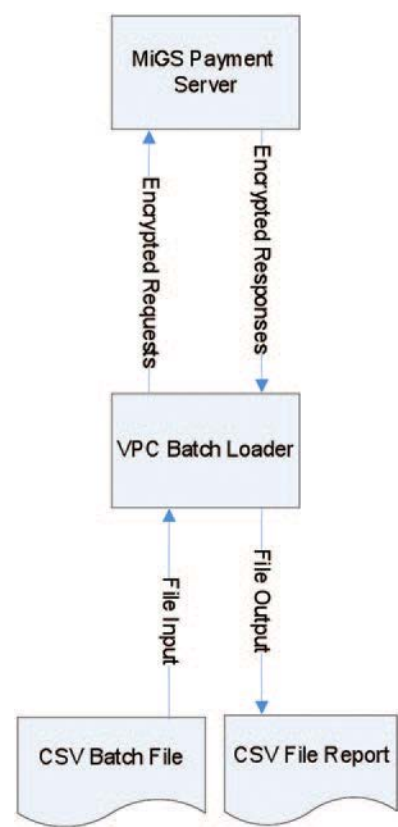 MiGS Payment
Server
Encrypted Requests
Encrypted Responses
VPC Batch Loader
File Input
File Output
CSV Batch File
CSV File Report